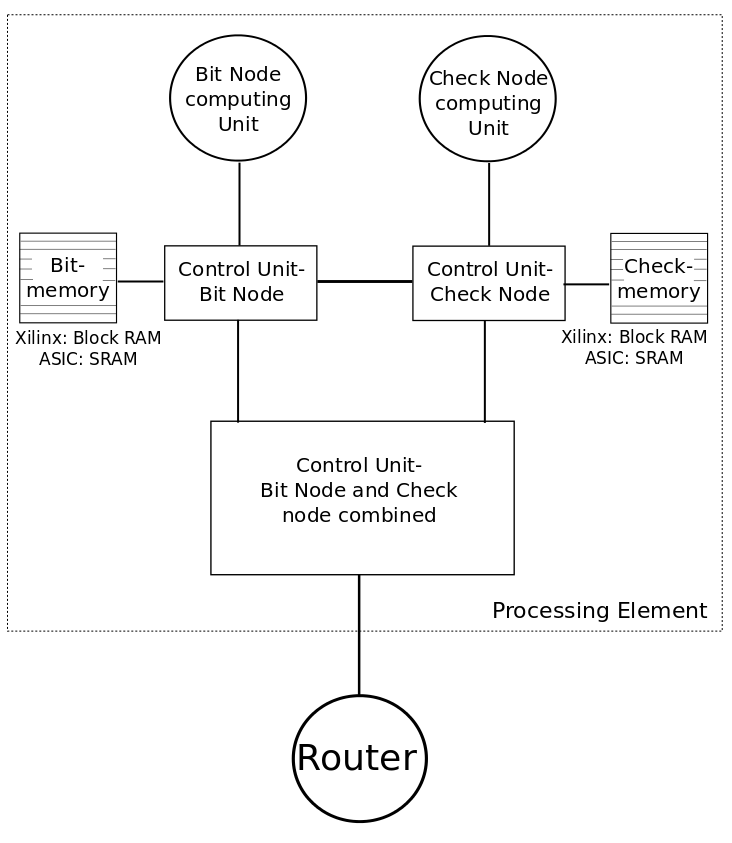 Bit Node
computing
Unit
Check Node
computing
Unit
Bit-
memory
Control Unit-
Bit Node
Control Unit-
Check Node
Check-
memory
Xilinx: Block RAM
ASIC: SRAM
Xilinx: Block RAM
ASIC: SRAM
Control Unit-
Bit Node and Check
node combined
Processing Element
Router